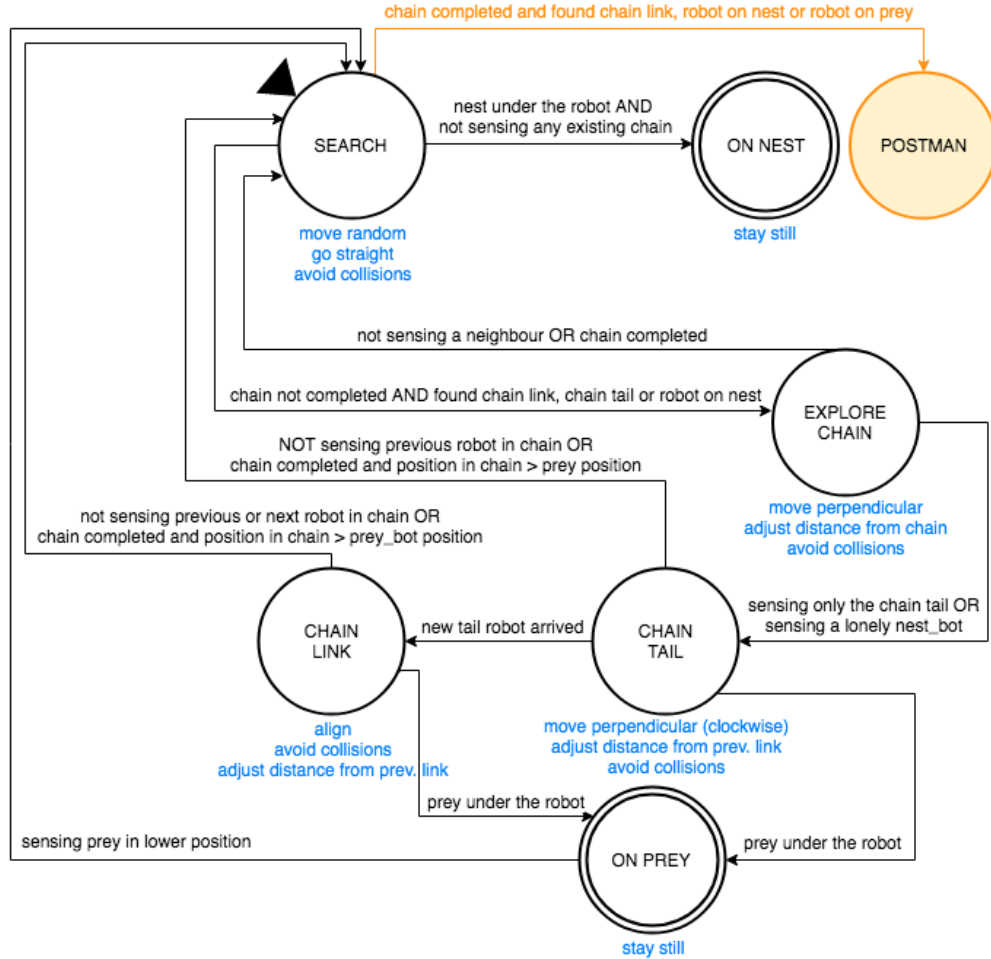 chain completed and found chain link, robot on nest or robot on prey
SEARCH
move random
go straight
avoid collisions
nest under the robot AND
not sensing any existing chain
ON NEST
stay still
POSTMAN
not sensing a neighbour OR chain completed
chain not completed AND found chain link, chain tail or robot on nest
EXPLORE
CHAIN
move perpendicular
adjust distance from chain
avoid collisions
NOT sensing previous robot in chain OR
chain completed and position in chain > prey position
not sensing previous or next robot in chain OR
chain completed and position in chain > prey_bot position
sensing only the chain tail OR
sensing a lonely nest_bot
CHAIN
LINK
align
avoid collisions
adjust distance from prev. link
new tail robot arrived
CHAIN
TAIL
move perpendicular (clockwise)
adjust distance from prev. link
avoid collisions
prey under the robot
prey under the robot
sensing prey in lower position
ON PREY
stay still